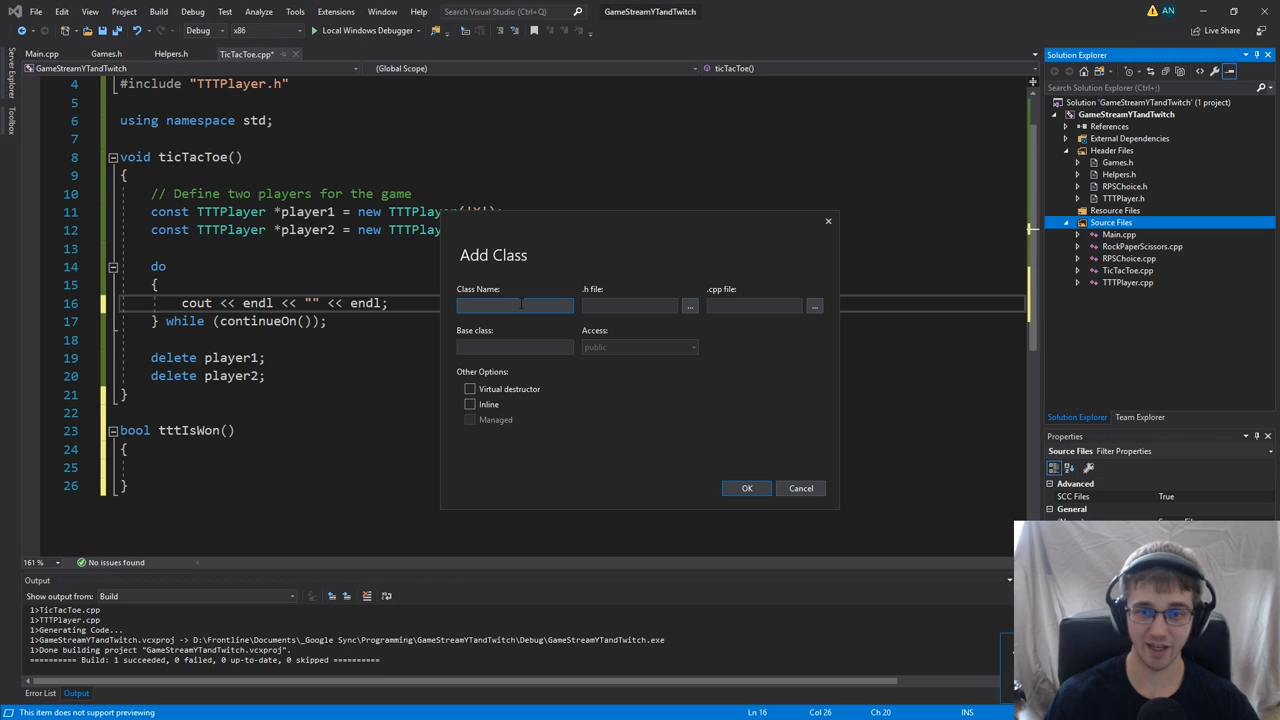 File Edit View Project Build Debug Test Analyze Tools Extensions Window Help Search Visual Studio GameStreamYTandTwitch AN
Debug x86 Local Windows Debugger Live Share
Main.cpp Games.h Helpers.h TicTacToe.cpp*
GameStreamYTandTwitch (Global Scope) ticTacToe()
Server Explorer
Toolbox
4 #include "TTTPlayer.h"
5
6 using namespace std;
7
8 void ticTacToe()
9 {
10 // Define two players for the game
11 const TTTPlayer *player1 = new TTTPlayer('X');
12 const TTTPlayer *player2 = new TTTPl
13
14 do
15 {
16 cout << endl << "" << endl;
17 } while (continueOn());
18
19 delete player1;
20 delete player2;
21 }
22
23 bool tttIsWon()
24 {
25
26 }
Add Class
Class Name: .h file: .cpp file:
... ...
Base class: Access:
public
Other Options:
Virtual destructor
Inline
Managed
OK Cancel
Solution Explorer
Search Solution Explorer (Ctrl+;)
Solution 'GameStreamYTandTwitch' (1 project)
GameStreamYTandTwitch
References
External Dependencies
Header Files
Games.h
Helpers.h
RPSChoice.h
TTTPlayer.h
Resource Files
Source Files
Main.cpp
RockPaperScissors.cpp
RPSChoice.cpp
TicTacToe.cpp
TTTPlayer.cpp
Solution Explorer Team Explorer
Properties
Source Files Filter Properties
Advanced
SCC Files True
General
161 % No issues found
Output
Show output from: Build
1>TicTacToe.cpp
1>TTTPlayer.cpp
1>Generating Code...
1>GameStreamYTandTwitch.vcxproj -> D:\Frontline\Documents\_Google Sync\Programming\GameStreamYTandTwitch\Debug\GameStreamYTandTwitch.exe
1>Done building project "GameStreamYTandTwitch.vcxproj".
========== Build: 1 succeeded, 0 failed, 0 up-to-date, 0 skipped ==========
Error List Output
This item does not support previewing Ln 16 Col 26 Ch 20 INS